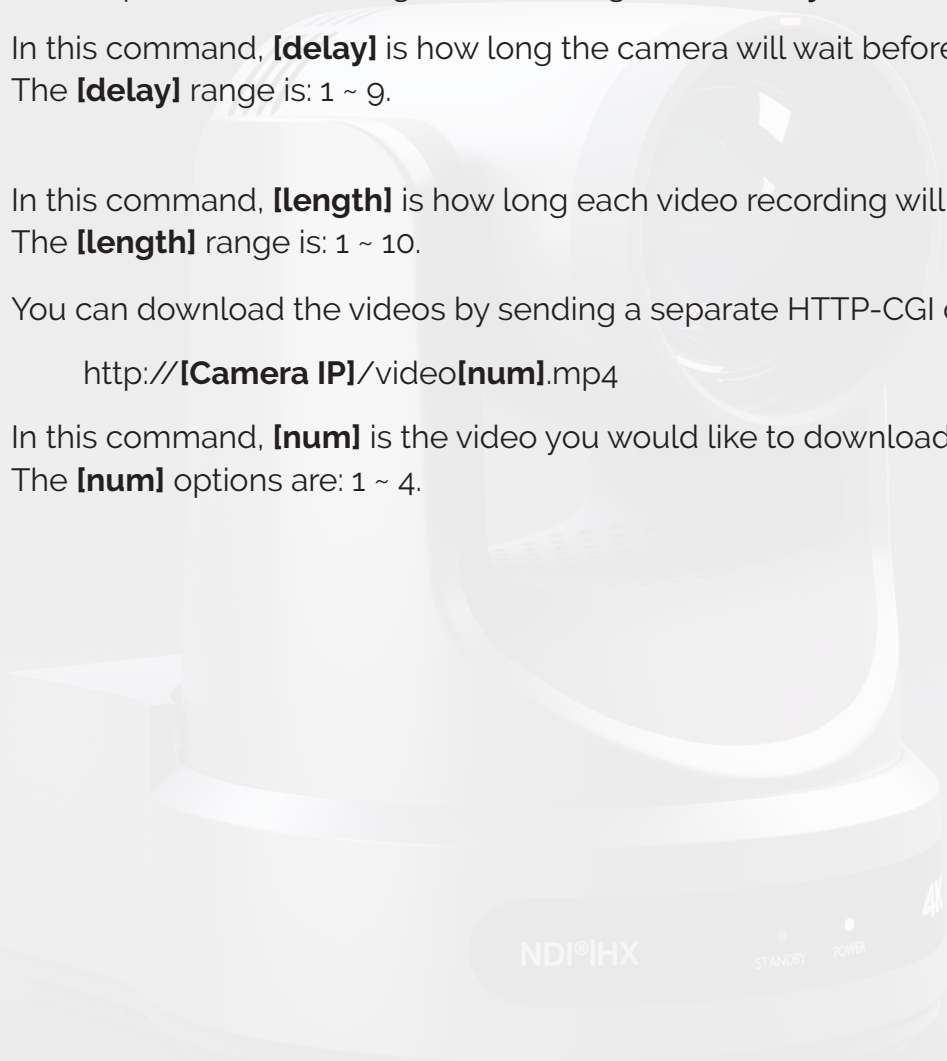 In this command, [delay] is how long the camera will wait before
The [delay] range is: 1 ~ 9.
In this command, [length] is how long each video recording will
The [length] range is: 1 ~ 10.
You can download the videos by sending a separate HTTP-CGI
http://[Camera IP]/video[num].mp4
In this command, [num] is the video you would like to download
The [num] options are: 1 ~ 4.
4K
NDI®|HX
STANDBY
POWER